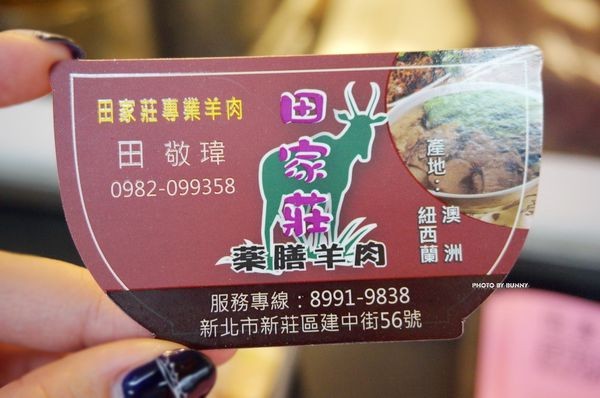 田家莊專業羊肉
田敬瑋
0982-099358
田家莊
藥膳羊肉
產地：澳洲
紐西蘭
PHOTO BY BUNNY
服務專線：8991-9838
新北市新莊區建中街56號